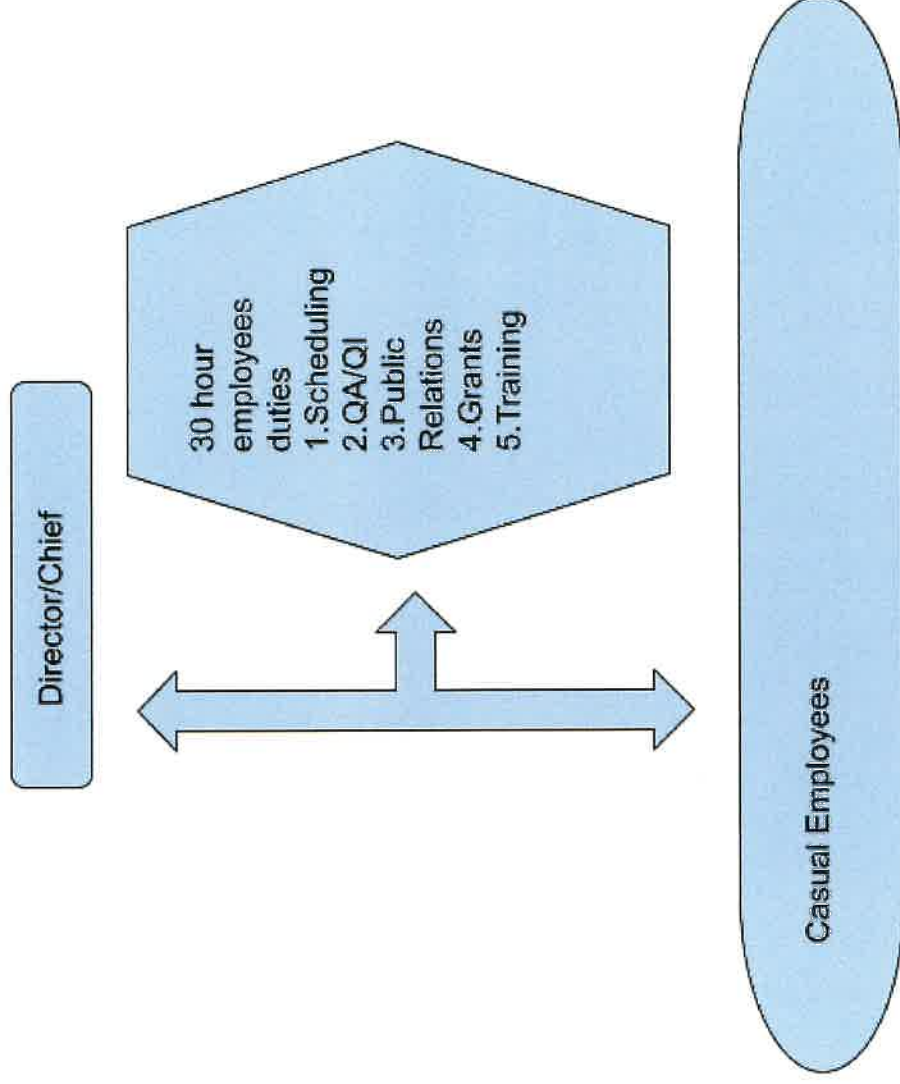 Director/Chief
30 hour
employees
duties
1.Scheduling
2.QA/QI
3.Public
Relations
4.Grants
5.Training
Casual Employees